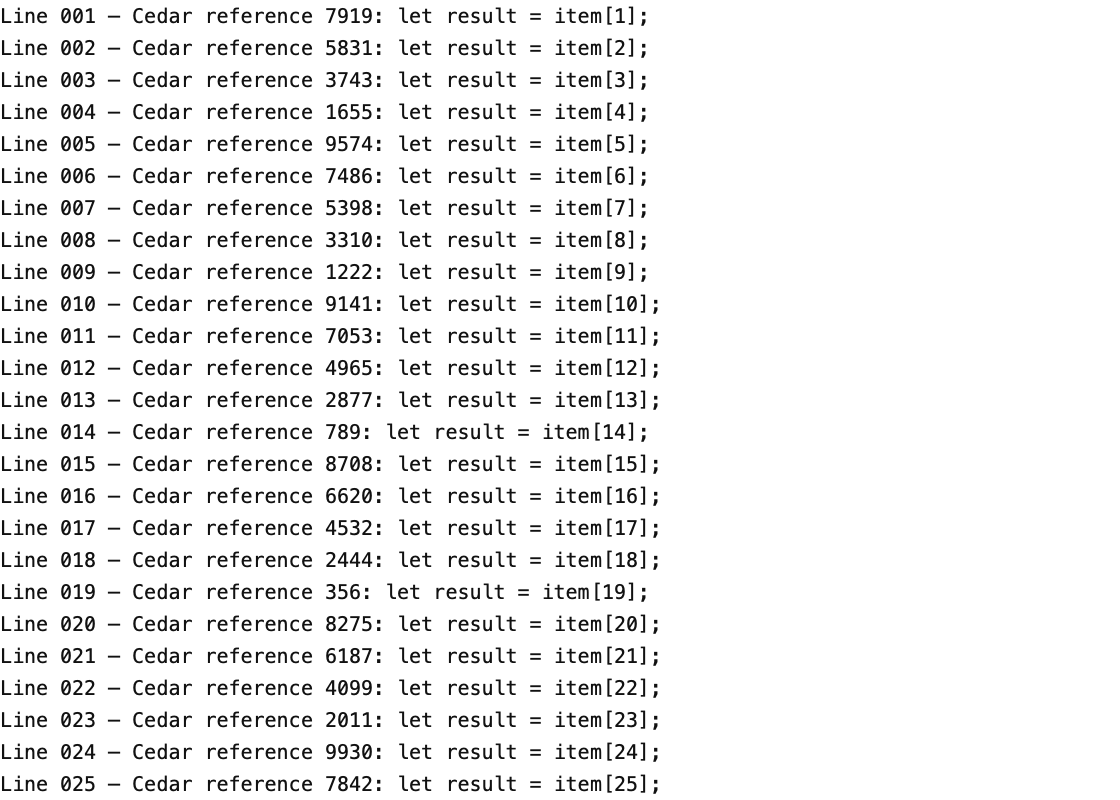 Line 001 – Cedar reference 7919: let result = item[1];
Line 002 – Cedar reference 5831: let result = item[2];
Line 003 – Cedar reference 3743: let result = item[3];
Line 004 – Cedar reference 1655: let result = item[4];
Line 005 – Cedar reference 9574: let result = item[5];
Line 006 – Cedar reference 7486: let result = item[6];
Line 007 – Cedar reference 5398: let result = item[7];
Line 008 – Cedar reference 3310: let result = item[8];
Line 009 – Cedar reference 1222: let result = item[9];
Line 010 – Cedar reference 9141: let result = item[10];
Line 011 – Cedar reference 7053: let result = item[11];
Line 012 – Cedar reference 4965: let result = item[12];
Line 013 – Cedar reference 2877: let result = item[13];
Line 014 – Cedar reference 789: let result = item[14];
Line 015 – Cedar reference 8708: let result = item[15];
Line 016 – Cedar reference 6620: let result = item[16];
Line 017 – Cedar reference 4532: let result = item[17];
Line 018 – Cedar reference 2444: let result = item[18];
Line 019 – Cedar reference 356: let result = item[19];
Line 020 – Cedar reference 8275: let result = item[20];
Line 021 – Cedar reference 6187: let result = item[21];
Line 022 – Cedar reference 4099: let result = item[22];
Line 023 – Cedar reference 2011: let result = item[23];
Line 024 – Cedar reference 9930: let result = item[24];
Line 025 – Cedar reference 7842: let result = item[25];